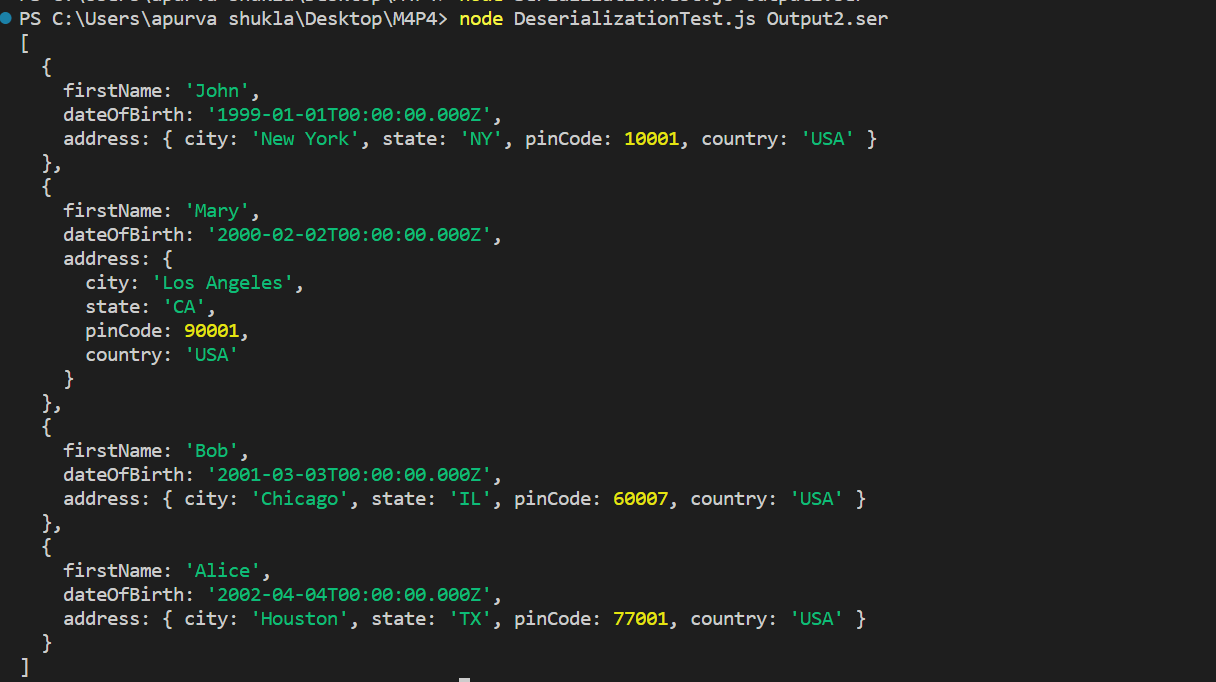 PS C:\Users\apurva shukla\Desktop\M4P4> node DeserializationTest.js Output2.ser
[
  {
    firstName: 'John',
    dateOfBirth: '1999-01-01T00:00:00.000Z',
    address: { city: 'New York', state: 'NY', pinCode: 10001, country: 'USA' }
  },
  {
    firstName: 'Mary',
    dateOfBirth: '2000-02-02T00:00:00.000Z',
    address: {
      city: 'Los Angeles',
      state: 'CA',
      pinCode: 90001,
      country: 'USA'
    }
  },
  {
    firstName: 'Bob',
    dateOfBirth: '2001-03-03T00:00:00.000Z',
    address: { city: 'Chicago', state: 'IL', pinCode: 60007, country: 'USA' }
  },
  {
    firstName: 'Alice',
    dateOfBirth: '2002-04-04T00:00:00.000Z',
    address: { city: 'Houston', state: 'TX', pinCode: 77001, country: 'USA' }
  }
]